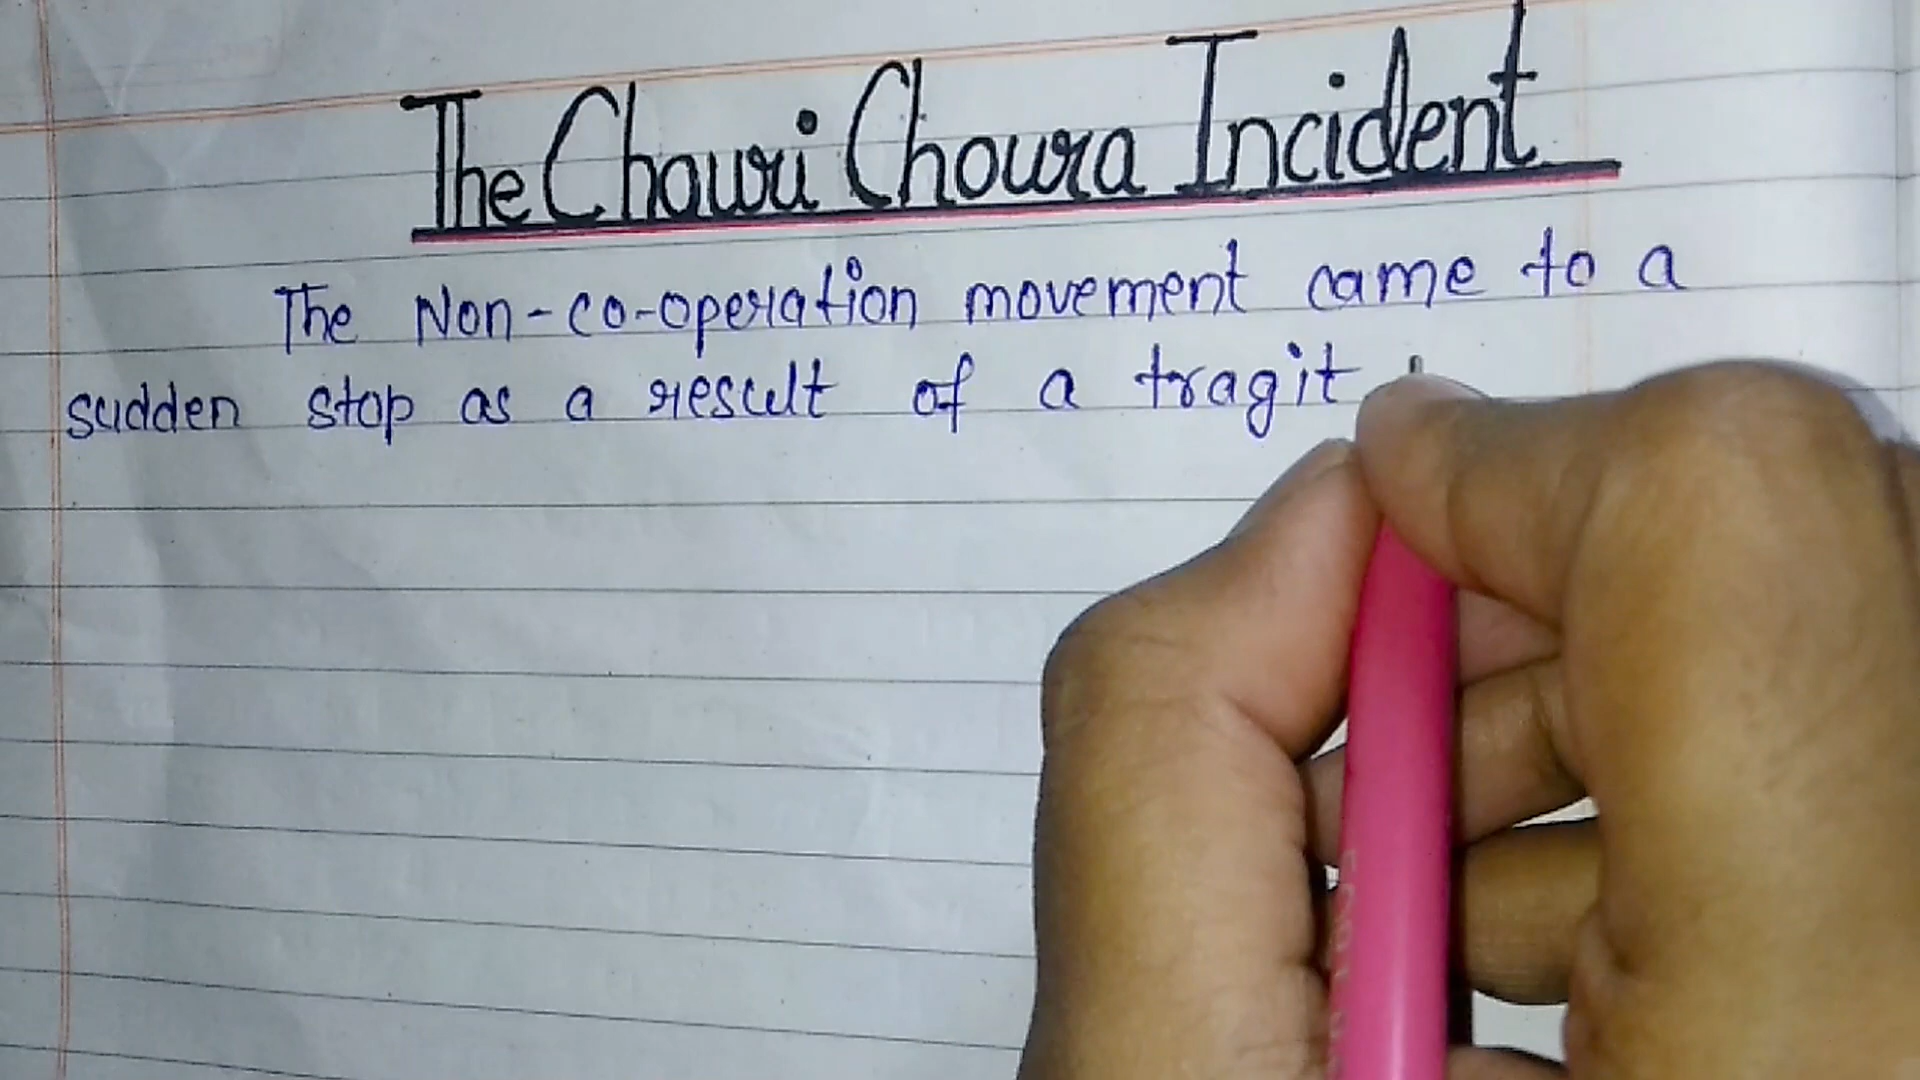 The Chauri Choura Incident
The Non-co-operation movement came to a
sudden stop as a result of a tragit